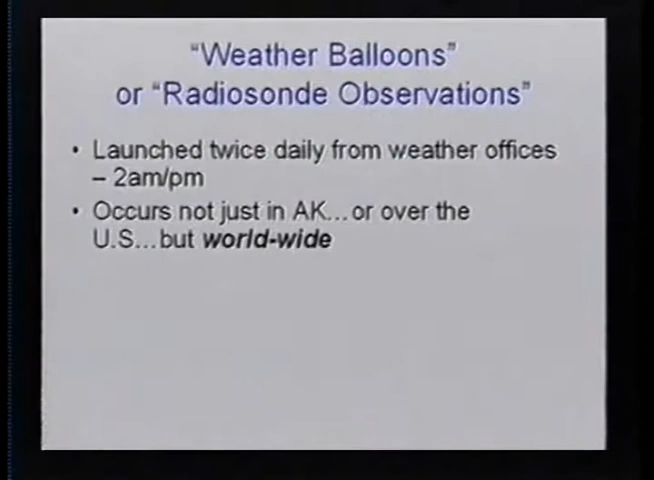 “Weather Balloons”
or “Radiosonde Observations”
• Launched twice daily from weather offices
– 2am/pm
• Occurs not just in AK...or over the
U.S...but world-wide